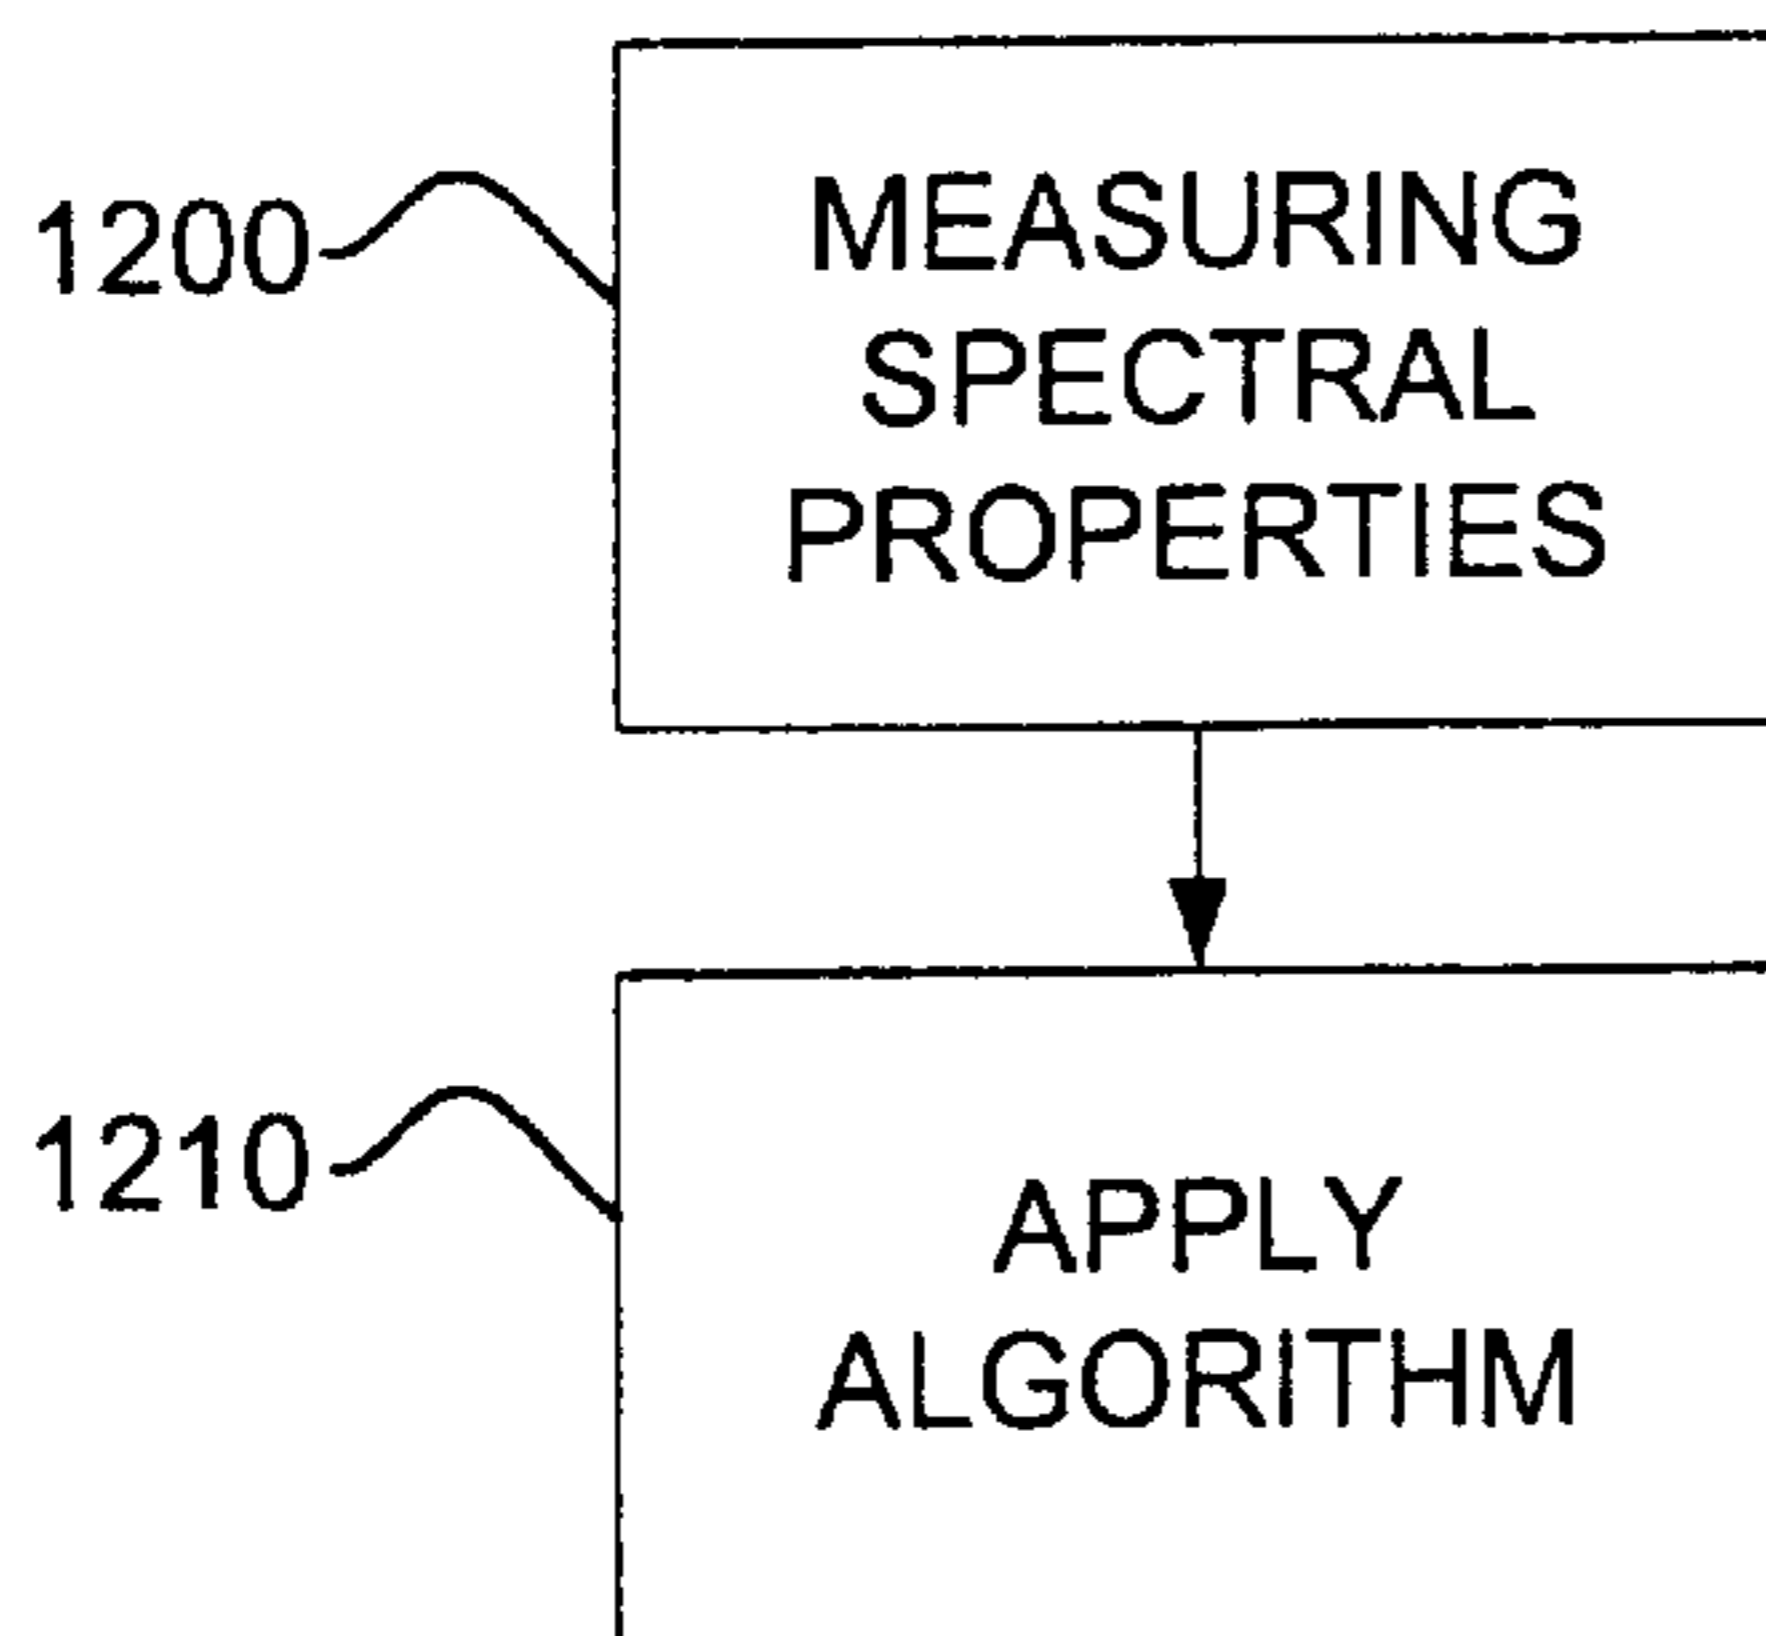 1200
MEASURING
SPECTRAL
PROPERTIES
1210
APPLY
ALGORITHM